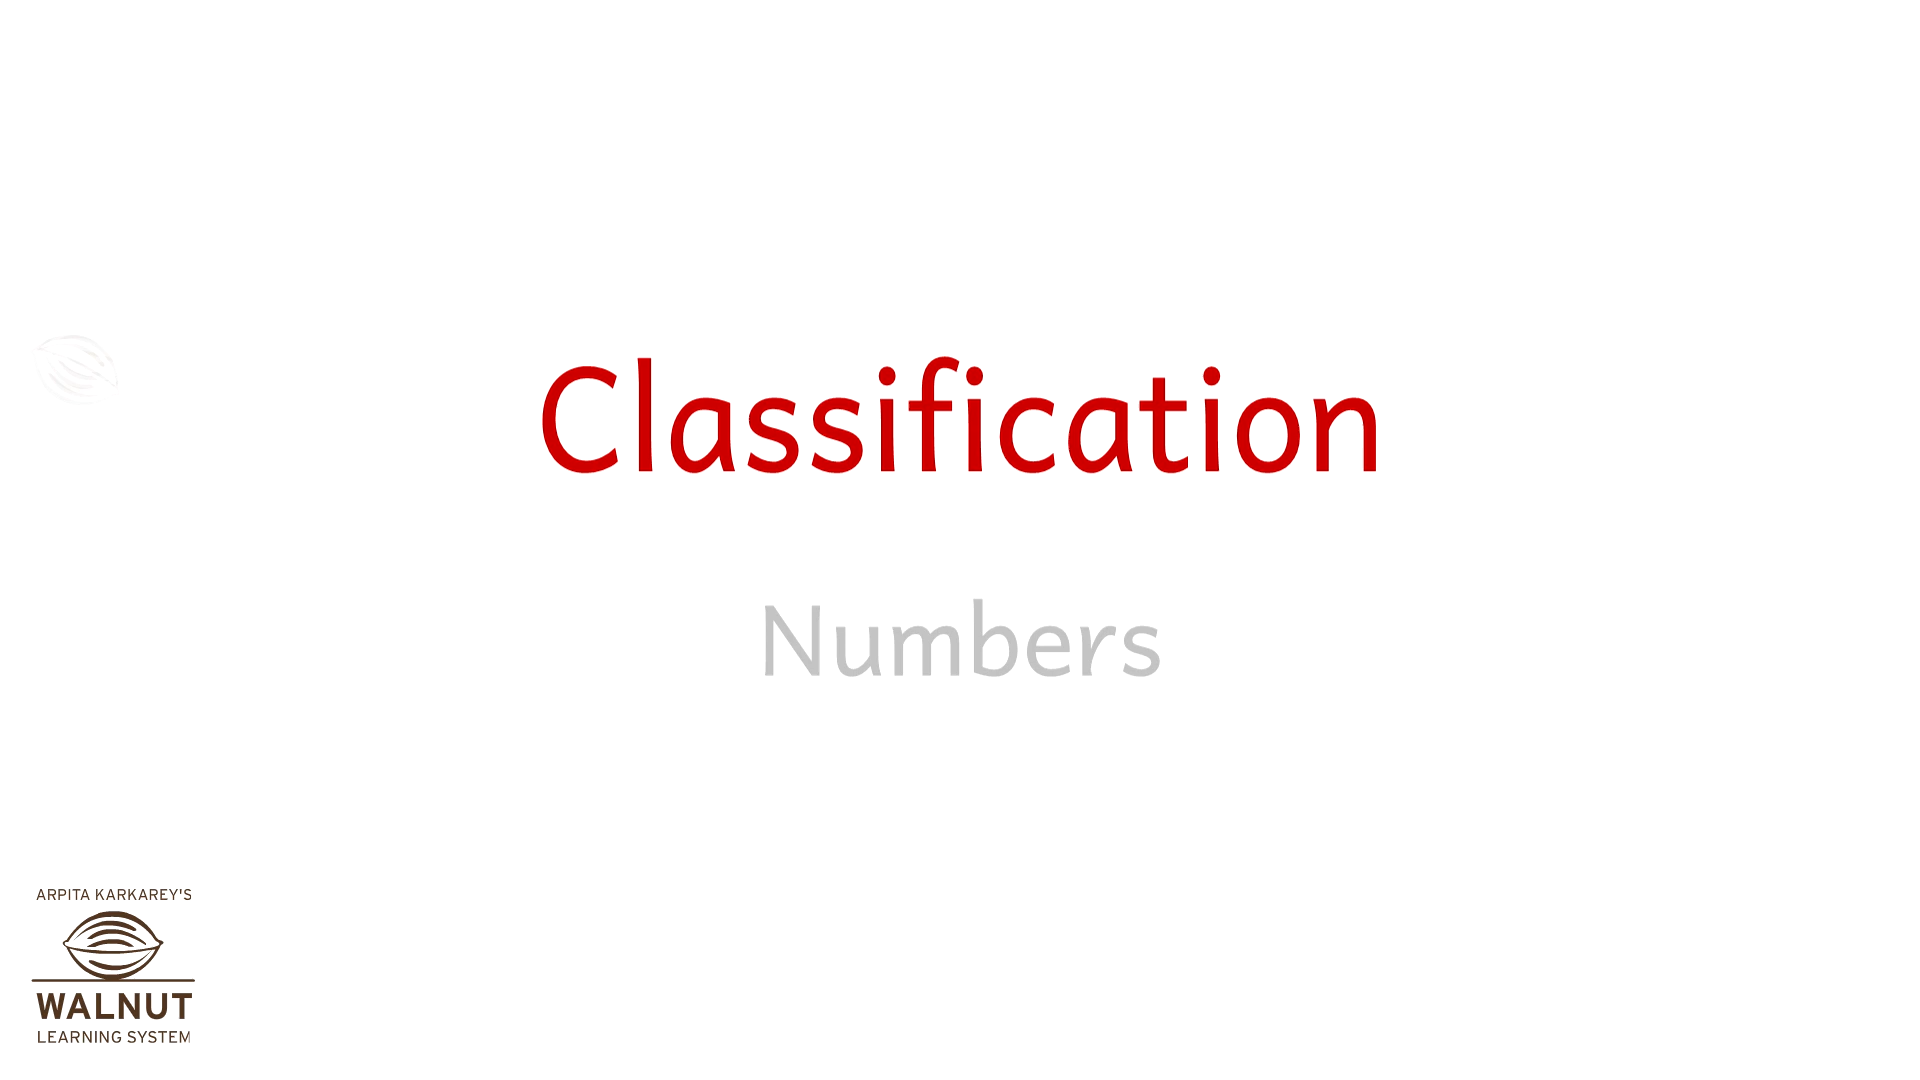 Classification
Numbers
ARPITA KARKAREY'S
WALNUT
LEARNING SYSTEM